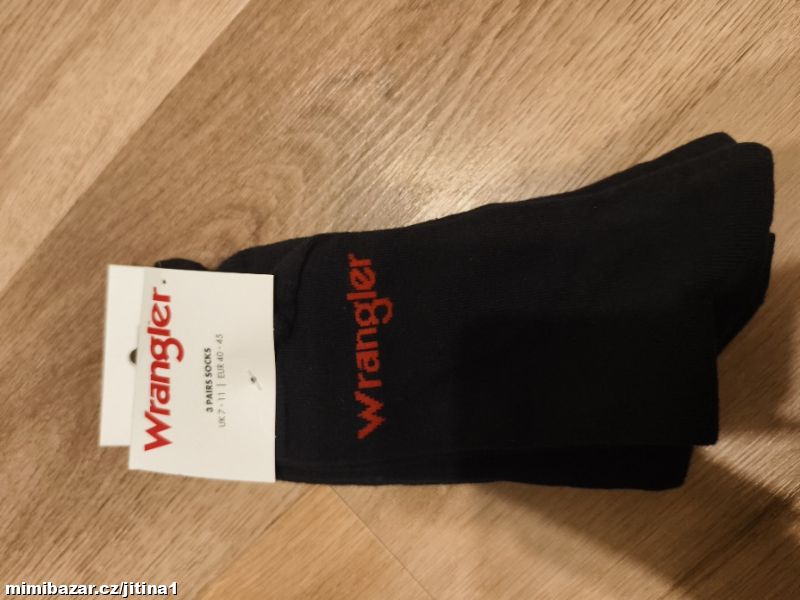 Wrangler.
3 PAIRS SOCKS
UK 7 - 11 | EUR 40 - 45
Wrangler
mimibazar.cz/jitina1